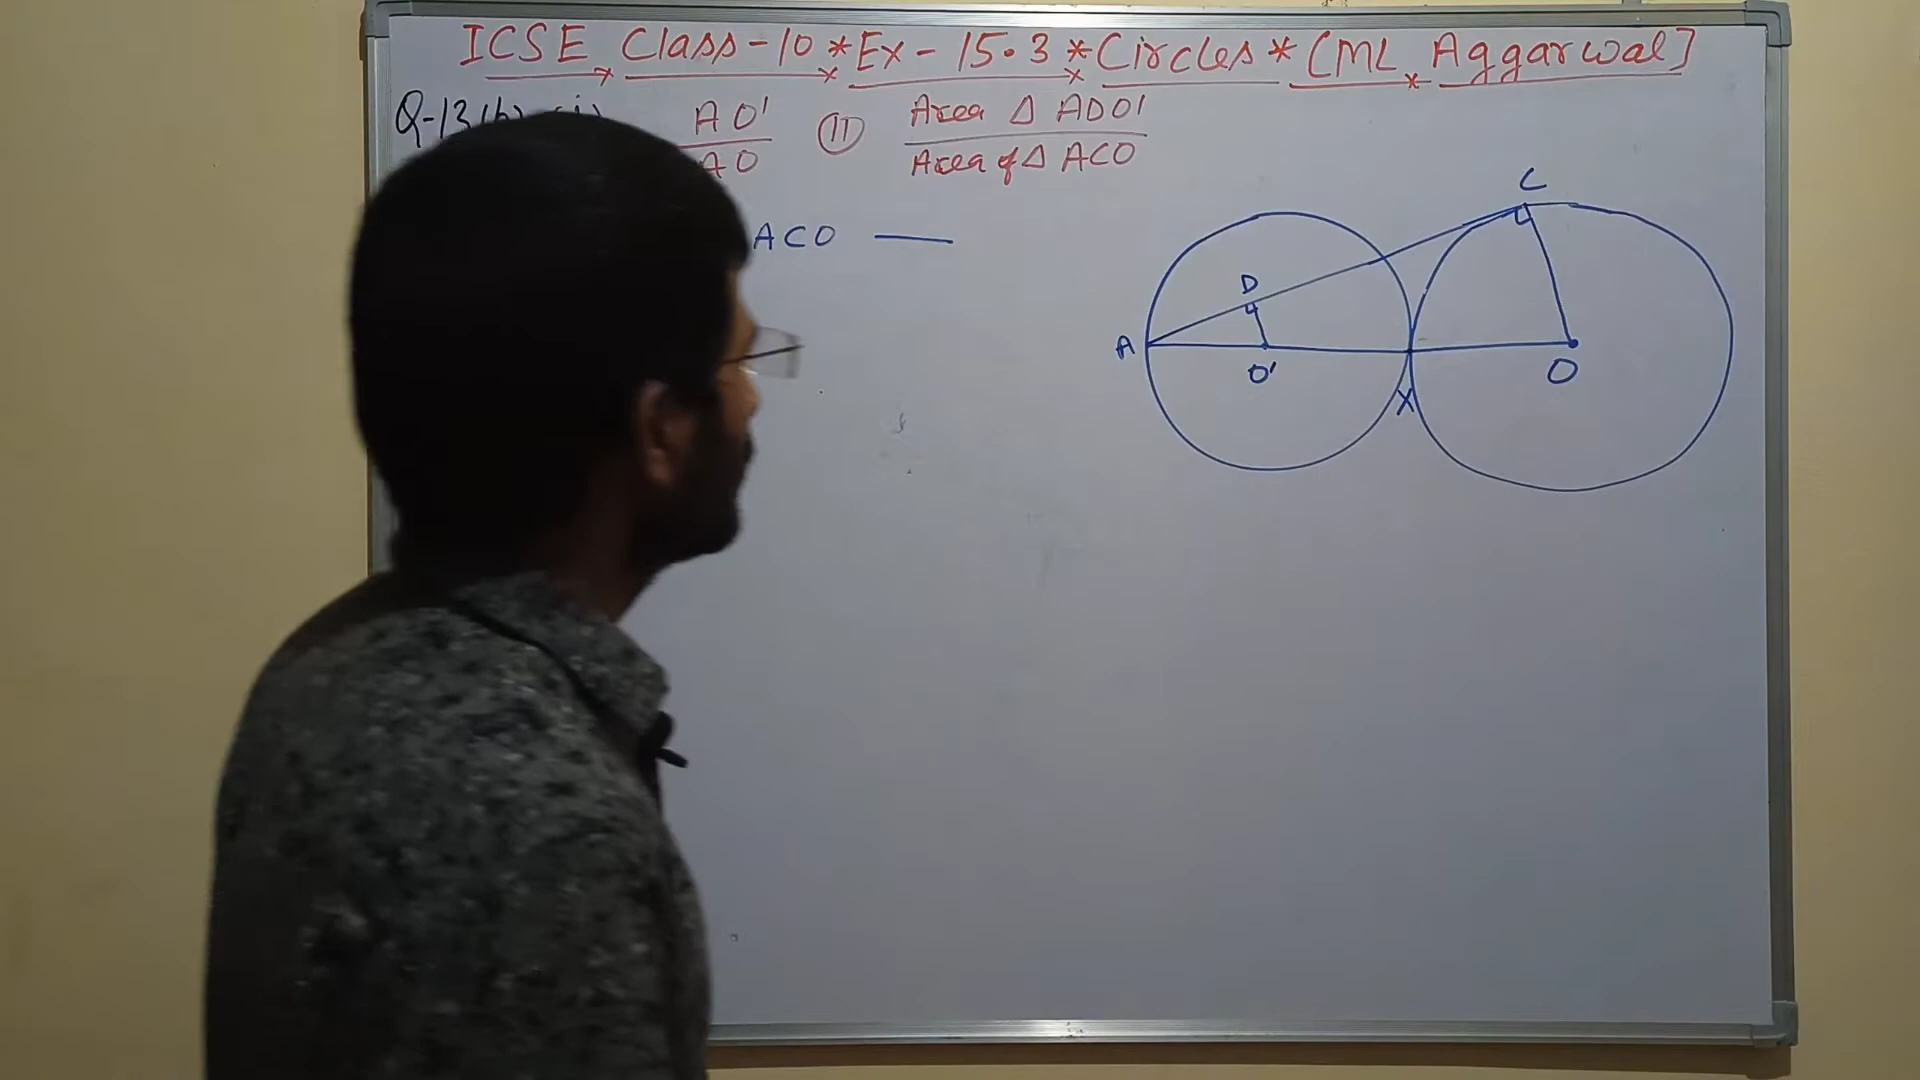 ICSE Class-10 * Ex-15.3 * Circles * [ML Aggarwal]
Q-13(b) (i) AO' / AO (II) Area Δ ADO' / Area of Δ ACO
ACO —
C
D
A
O'
O
X